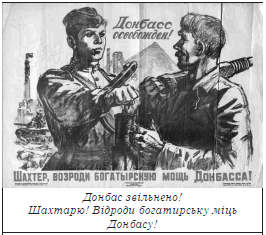 Донбасс
освобожден!
Шахтер, возроди богатырскую мощь Донбасса!
Донбас звільнено!
Шахтарю! Відроди богатирську міць
Донбасу!